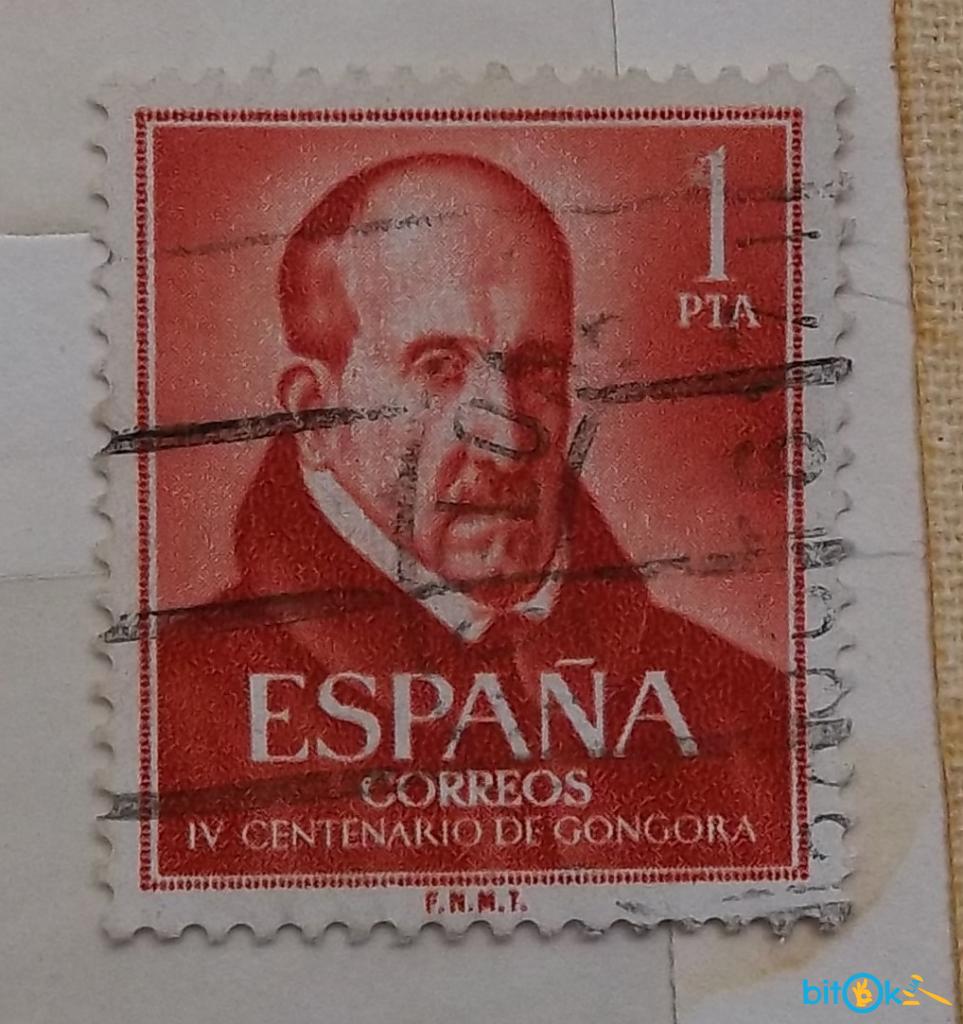 1
PTA
ESPAÑA
CORREOS
IV CENTENARIO DE GONGORA
F.N.M.T.
bitOk